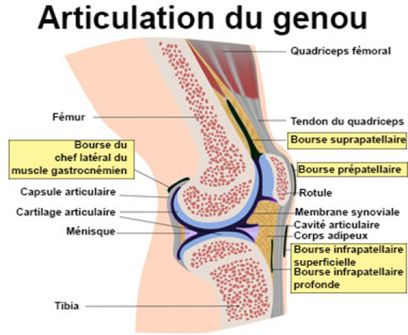 Articulation du genou
Quadriceps fémoral
Fémur
Tendon du quadriceps
Bourse suprapatellaire
Bourse du
chef latéral du
muscle gastrocnémien
Bourse prépatellaire
Capsule articulaire
Rotule
Cartilage articulaire
Membrane synoviale
Ménisque
Cavité articulaire
Corps adipeux
Bourse infrapatellaire
superficielle
Bourse infrapatellaire
profonde
Tibia